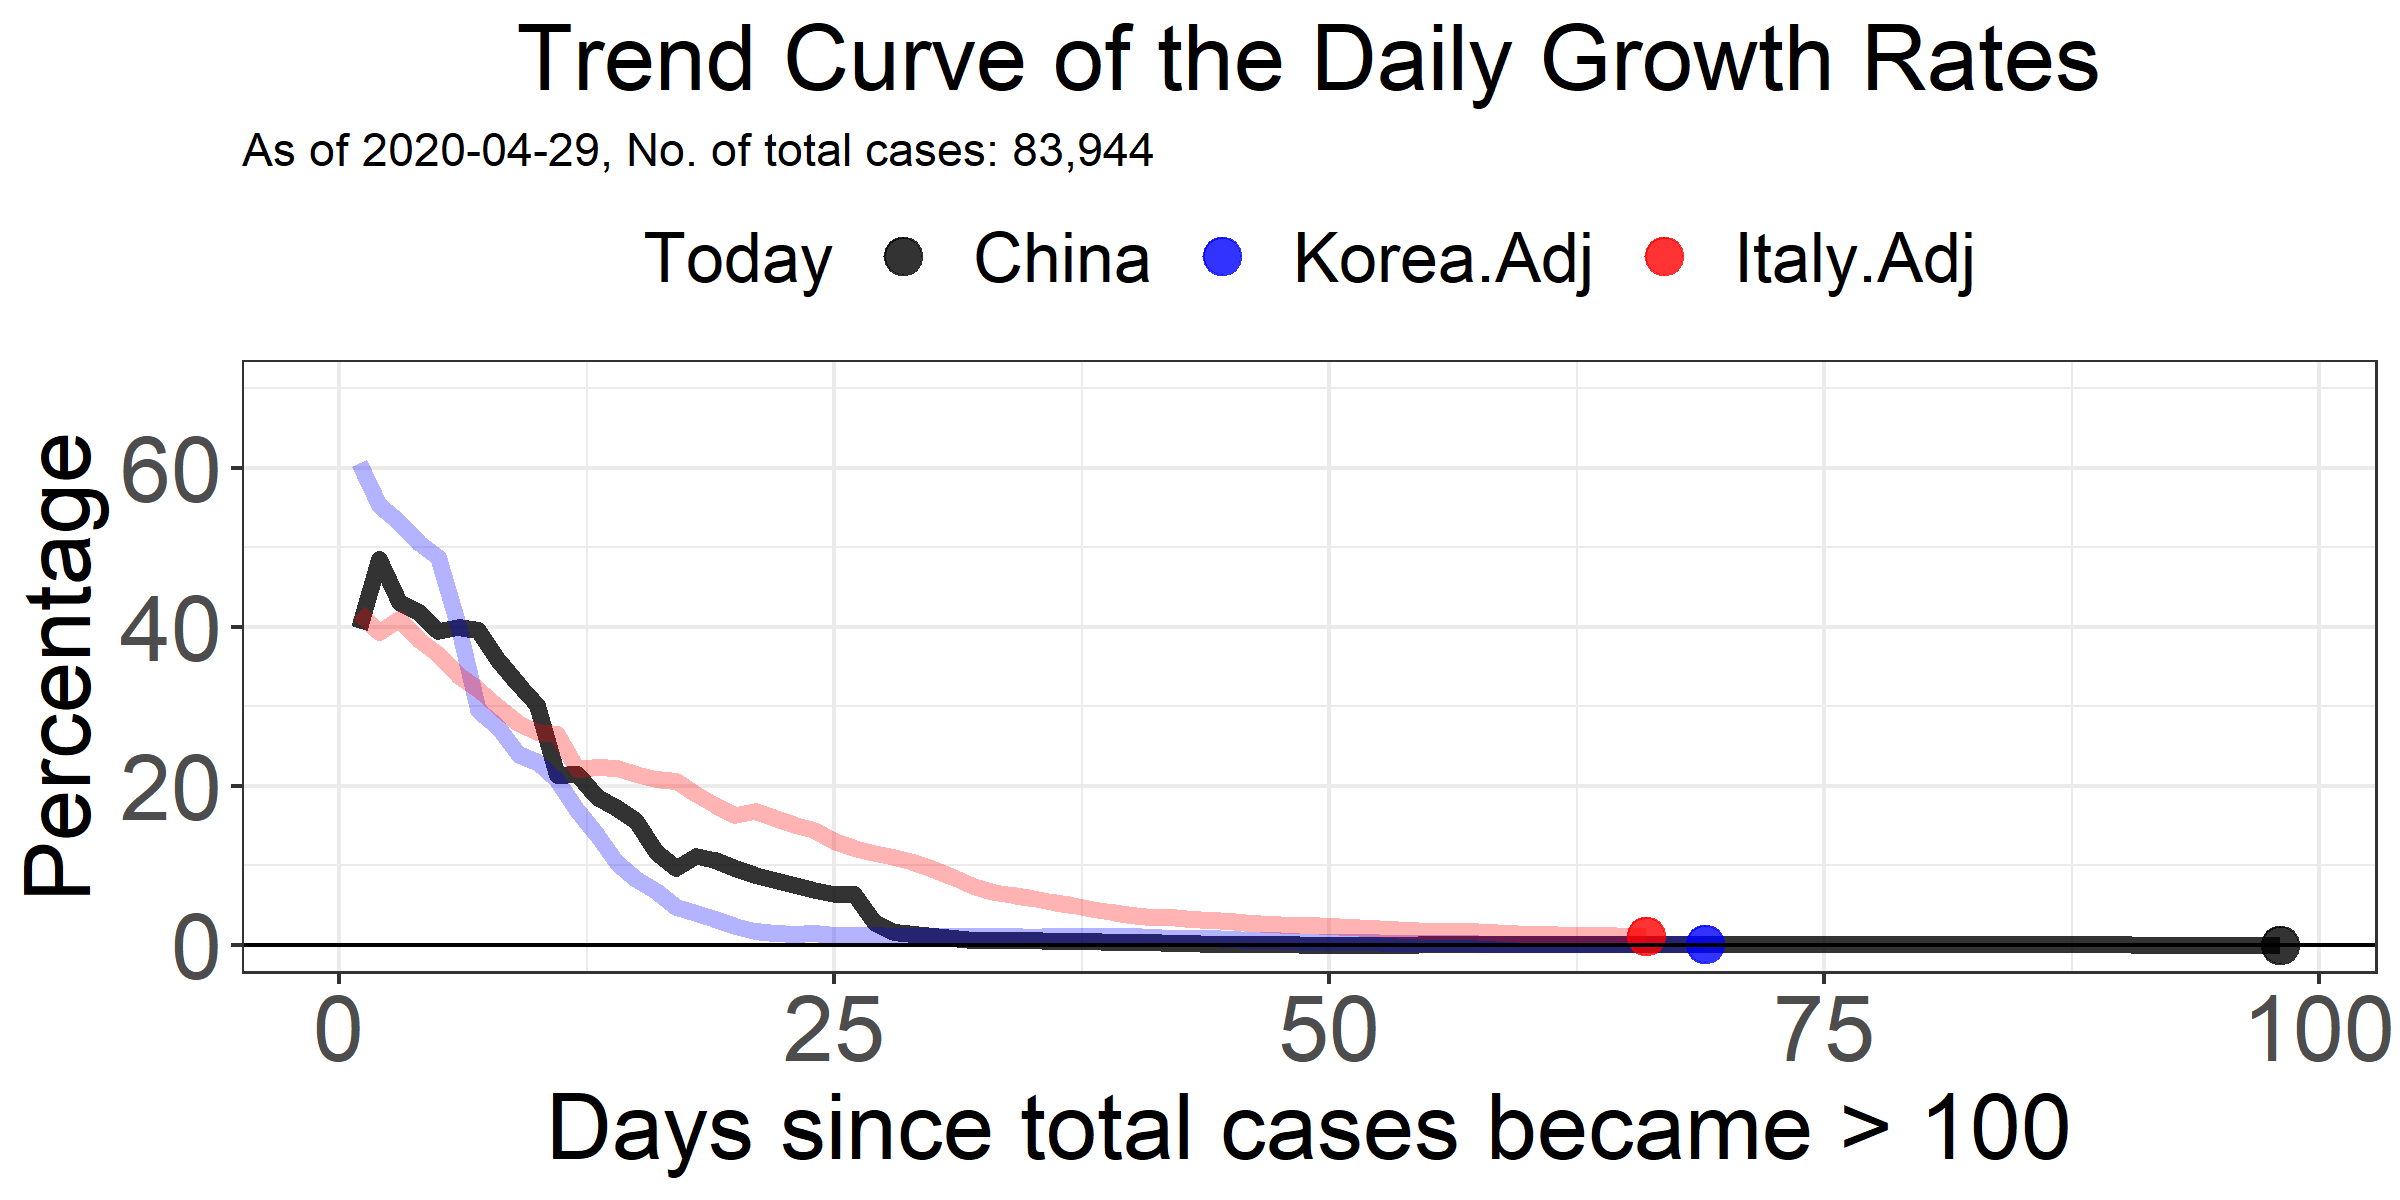 Trend Curve of the Daily Growth Rates
As of 2020-04-29, No. of total cases: 83,944
Today China Korea.Adj Italy.Adj
Percentage
60
40
20
0
0 25 50 75 100
Days since total cases became > 100